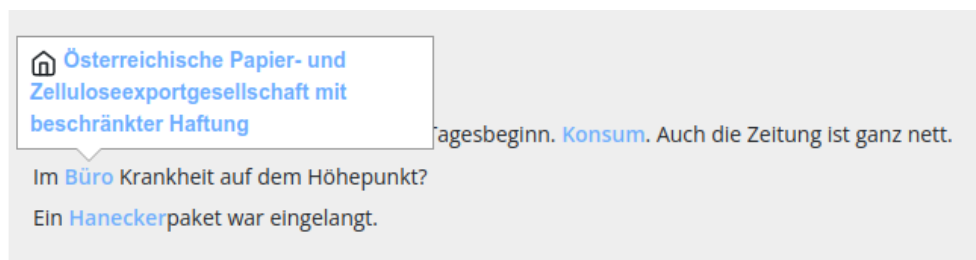 Österreichische Papier- und
Zelluloseexportgesellschaft mit
beschränkter Haftung
Tagesbeginn. Konsum. Auch die Zeitung ist ganz nett.
Im Büro Krankheit auf dem Höhepunkt?
Ein Haneckerpaket war eingelangt.